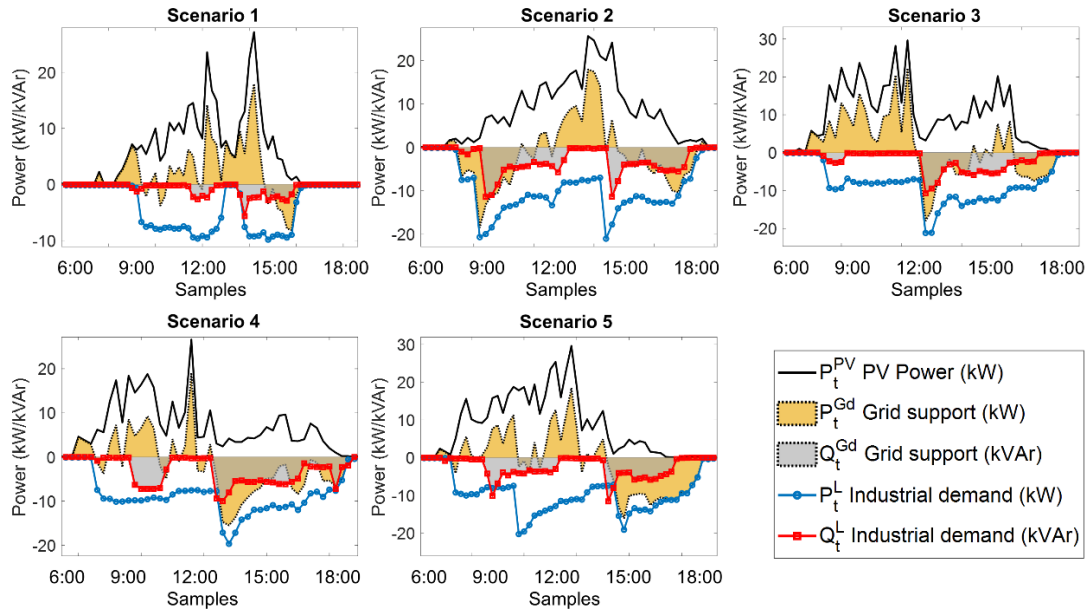 Scenario 1
Power (kW/kVAr)
20
10
0
-10
6:00 9:00 12:00 15:00 18:00
Samples
Scenario 2
Power (kW/kVAr)
20
10
0
-10
-20
6:00 9:00 12:00 15:00 18:00
Samples
Scenario 3
Power (kW/kVAr)
30
20
10
0
-10
-20
6:00 9:00 12:00 15:00 18:00
Samples
Scenario 4
Power (kW/kVAr)
20
10
0
-10
-20
6:00 9:00 12:00 15:00 18:00
Samples
Scenario 5
Power (kW/kVAr)
30
20
10
0
-10
-20
6:00 9:00 12:00 15:00 18:00
Samples
P_t^PV PV Power (kW)
P_t^Gd Grid support (kW)
Q_t^Gd Grid support (kVAr)
P_t^L Industrial demand (kW)
Q_t^L Industrial demand (kVAr)